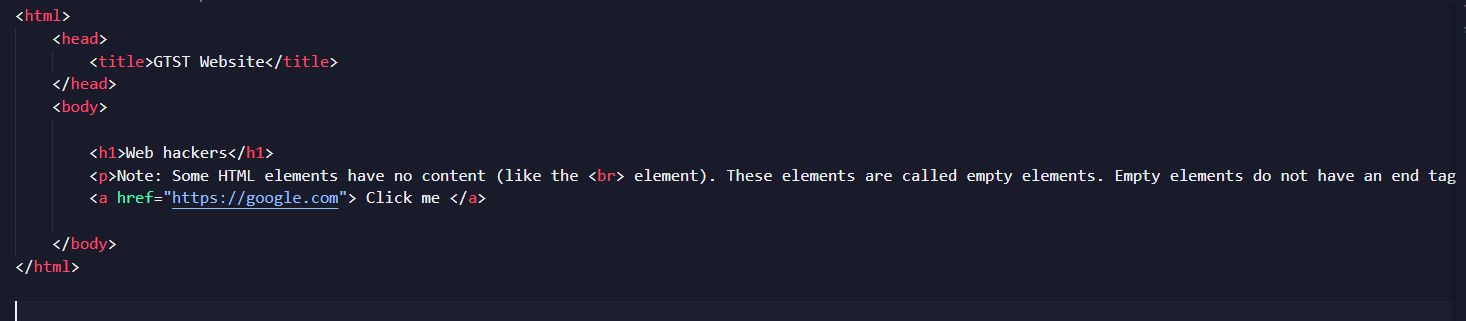 <html>
<head>
<title>GTST Website</title>
</head>
<body>
<h1>Web hackers</h1>
<p>Note: Some HTML elements have no content (like the <br> element). These elements are called empty elements. Empty elements do not have an end tag
<a href="https://google.com"> Click me </a>
</body>
</html>